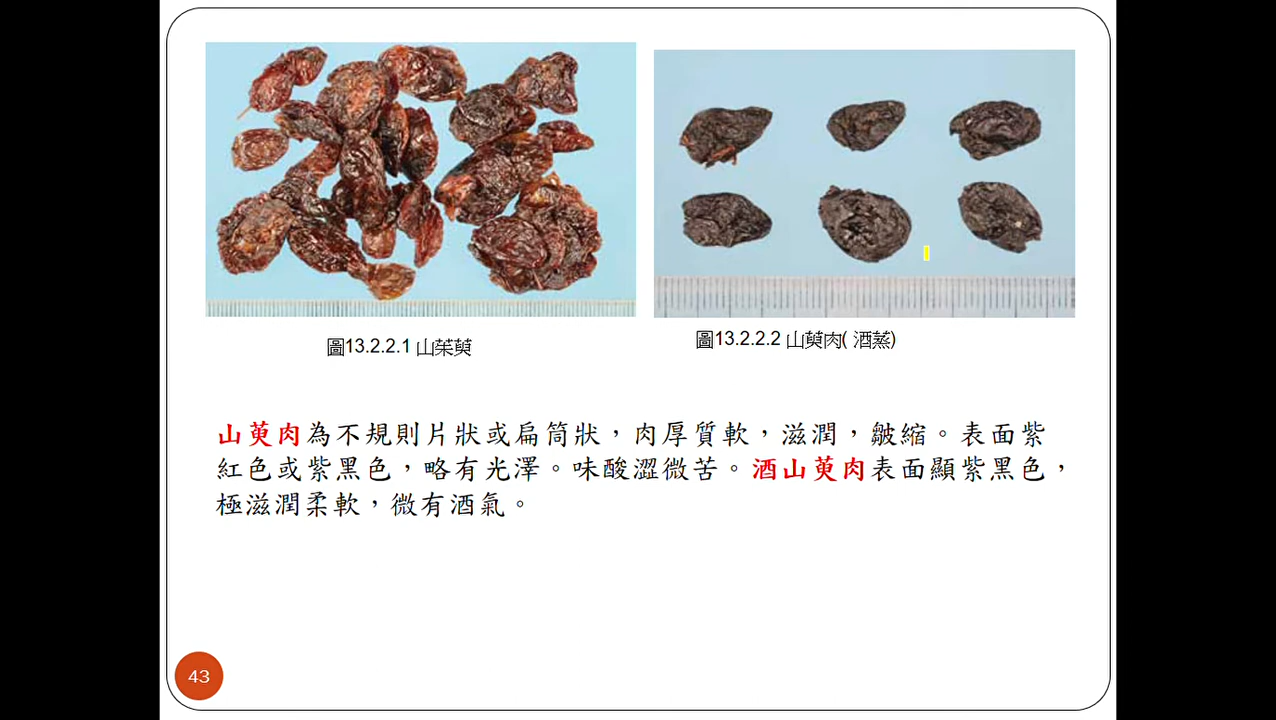 圖13.2.2.1 山茱萸
圖13.2.2.2 山萸肉( 酒蒸)
山萸肉為不規則片狀或扁筒狀，肉厚質軟，滋潤，皺縮。表面紫
紅色或紫黑色，略有光澤。味酸澀微苦。酒山萸肉表面顯紫黑色，
極滋潤柔軟，微有酒氣。
43